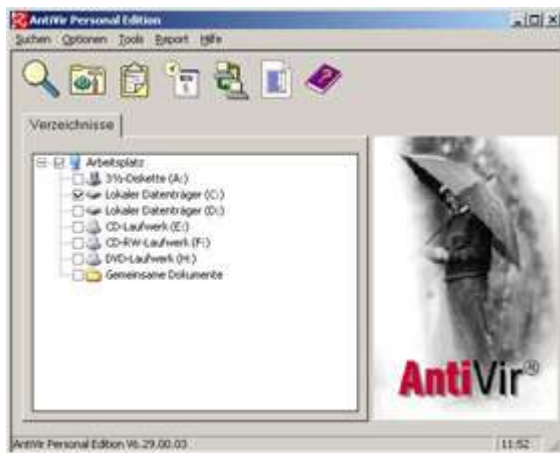 AntiVir Personal Edition
Suchen Optionen Tools Report Hilfe
Verzeichnisse
Arbeitsplatz
3½-Diskette (A:)
Lokaler Datenträger (C:)
Lokaler Datenträger (D:)
CD-Laufwerk (E:)
CD-RW-Laufwerk (F:)
DVD-Laufwerk (H:)
Gemeinsame Dokumente
AntiVir®
AntiVir Personal Edition V6.29.00.03
11:52